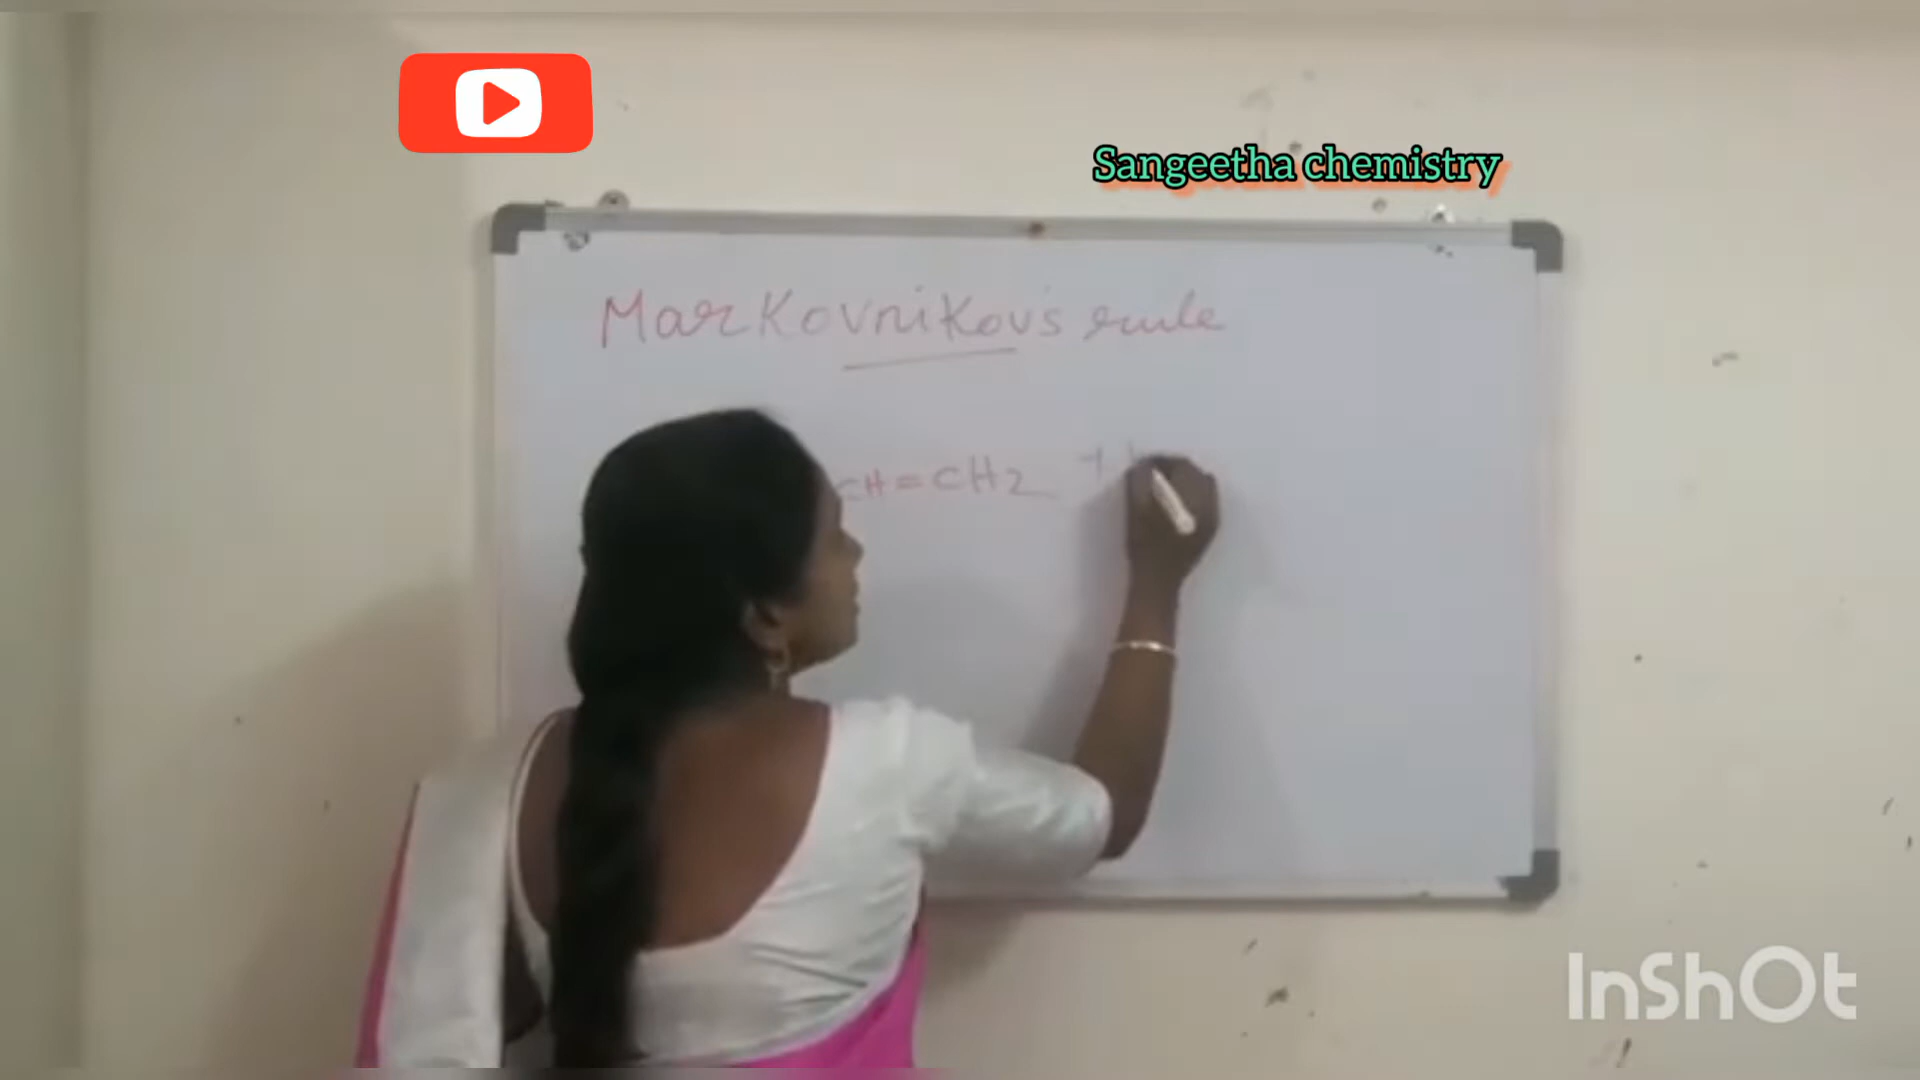 Sangeetha chemistry
Markovnikov's rule
CH=CH2 +
InShOt